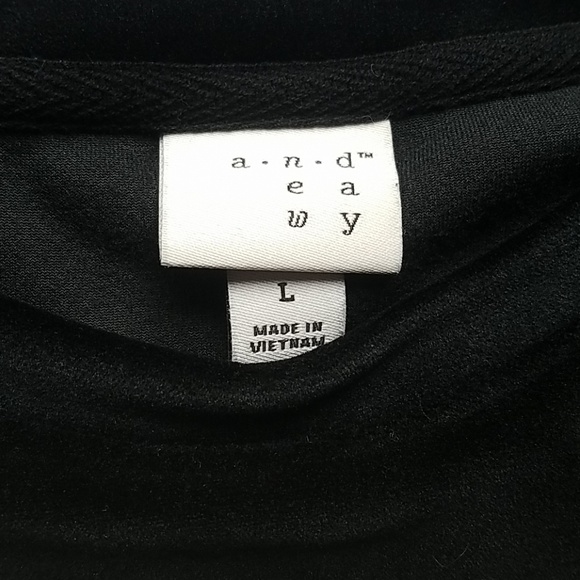 a · n · d™
e a
w y
L
MADE IN
VIETNAM